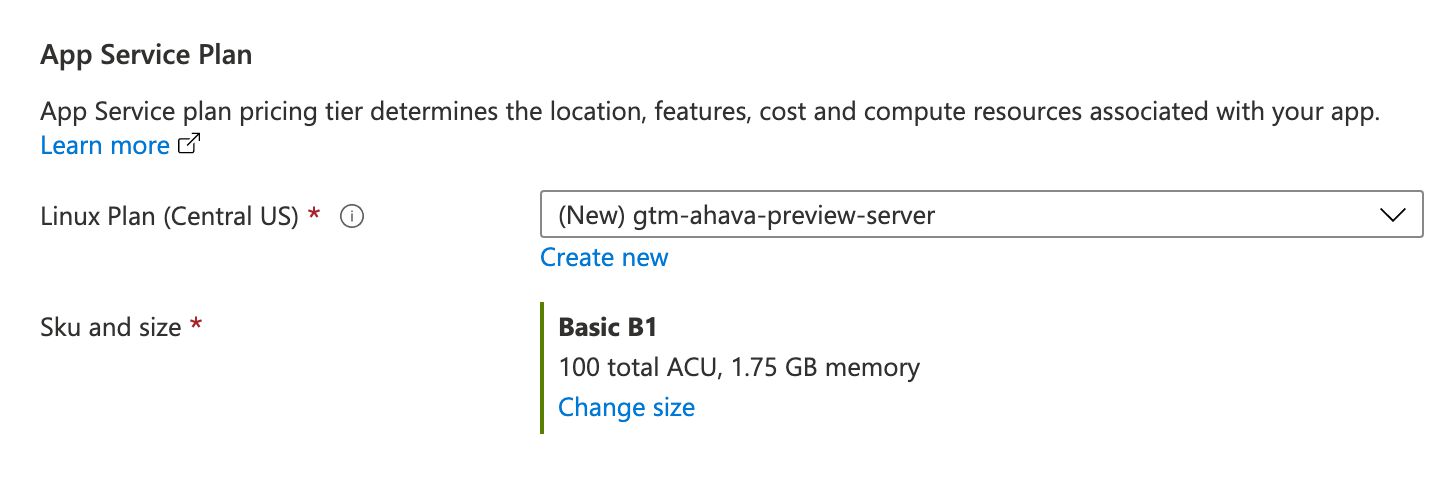 App Service Plan
App Service plan pricing tier determines the location, features, cost and compute resources associated with your app.
Learn more
Linux Plan (Central US) *
(New) gtm-ahava-preview-server
Create new
Sku and size *
Basic B1
100 total ACU, 1.75 GB memory
Change size